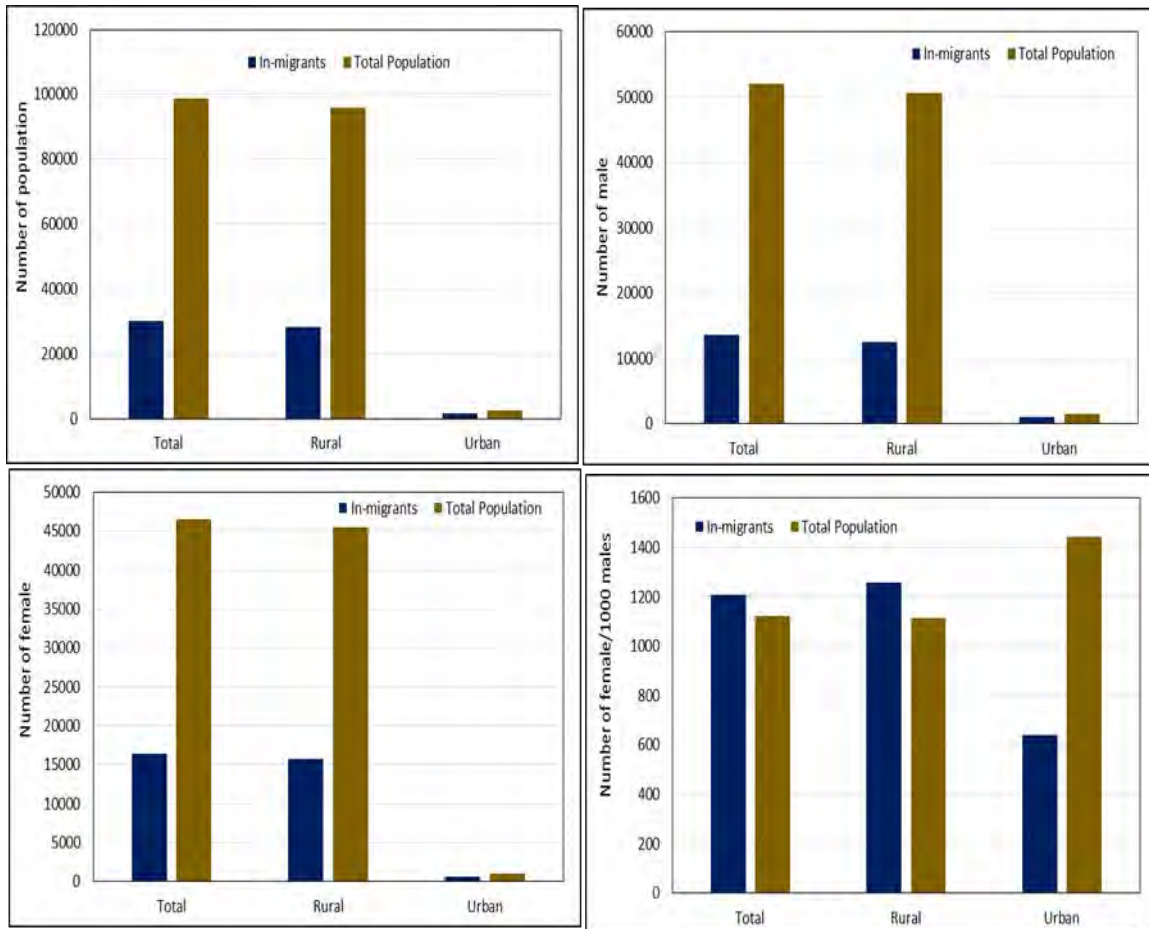 120000
100000
80000
60000
40000
20000
0
Number of population
In-migrants Total Population
Total Rural Urban
60000
50000
40000
30000
20000
10000
0
Number of male
In-migrants Total Population
Total Rural Urban
50000
45000
40000
35000
30000
25000
20000
15000
10000
5000
0
Number of female
In-migrants Total Population
Total Rural Urban
1600
1400
1200
1000
800
600
400
200
0
Number of female/1000 males
In-migrants Total Population
Total Rural Urban